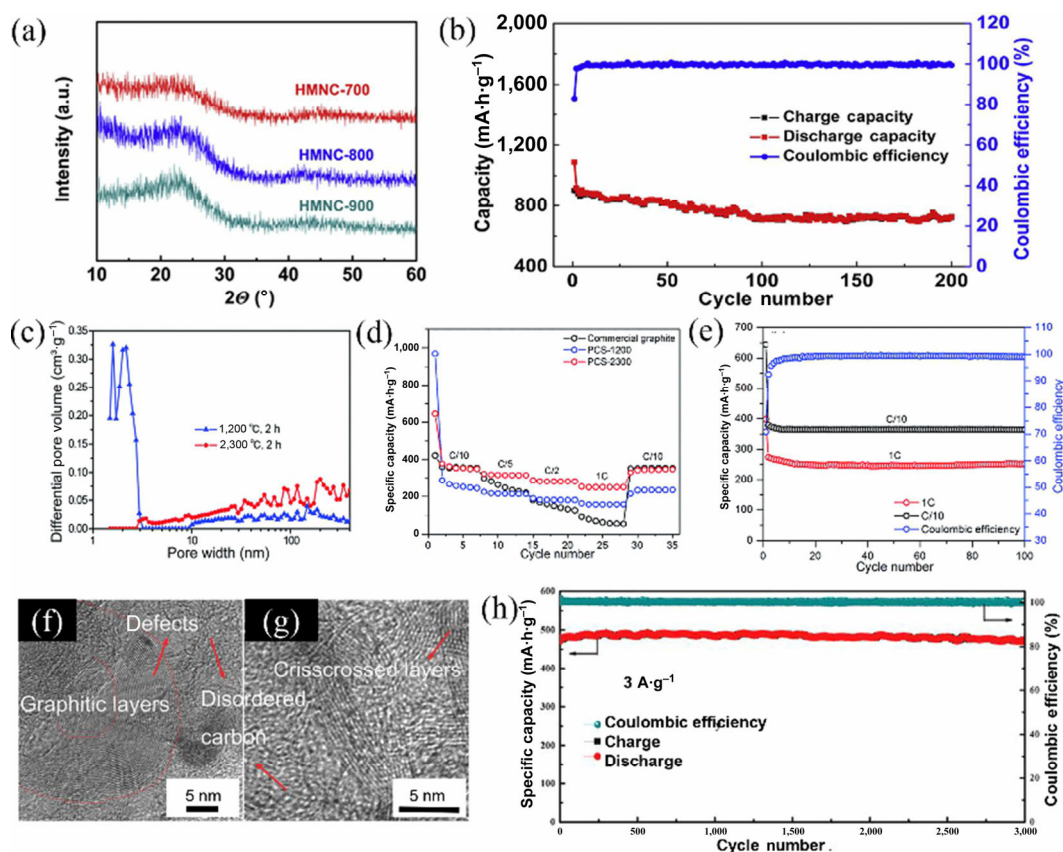 (a)
Intensity (a.u.)
HMNC-700
HMNC-800
HMNC-900
10 20 30 40 50 60
2Θ (°)
(b)
Capacity (mA·h·g⁻¹)
2,000
1,600
1,200
800
400
Charge capacity
Discharge capacity
Coulombic efficiency
0 50 100 150 200
Cycle number
120
100
80
60
40
20
0
Coulombic efficiency (%)
(c)
Differential pore volume (cm³·g⁻¹)
0.35
0.30
0.25
0.20
0.15
0.10
0.05
0.00
1,200 °C, 2 h
2,300 °C, 2 h
1 10 100
Pore width (nm)
(d)
Specific capacity (mA·h·g⁻¹)
1,000
800
600
400
200
0
Commercial graphite
PCS-1200
PCS-2300
C/10
C/5
C/2
1C
C/10
0 5 10 15 20 25 30 35
Cycle number
(e)
Specific capacity (mA·h·g⁻¹)
700
600
500
400
300
200
100
0
C/10
1C
1C
C/10
Coulombic efficiency
0 20 40 60 80 100
Cycle number
110
100
90
80
70
60
50
40
30
Coulombic efficiency
(f)
Defects
Graphitic layers
Disordered
carbon
5 nm
(g)
Crisscrossed layers
5 nm
(h)
Specific capacity (mA·h·g⁻¹)
600
550
500
450
400
350
300
250
200
150
100
50
0
3 A·g⁻¹
Coulombic efficiency
Charge
Discharge
0 500 1,000 1,500 2,000 2,500 3,000
Cycle number
100
80
60
40
20
0
Coulombic efficiency (%)